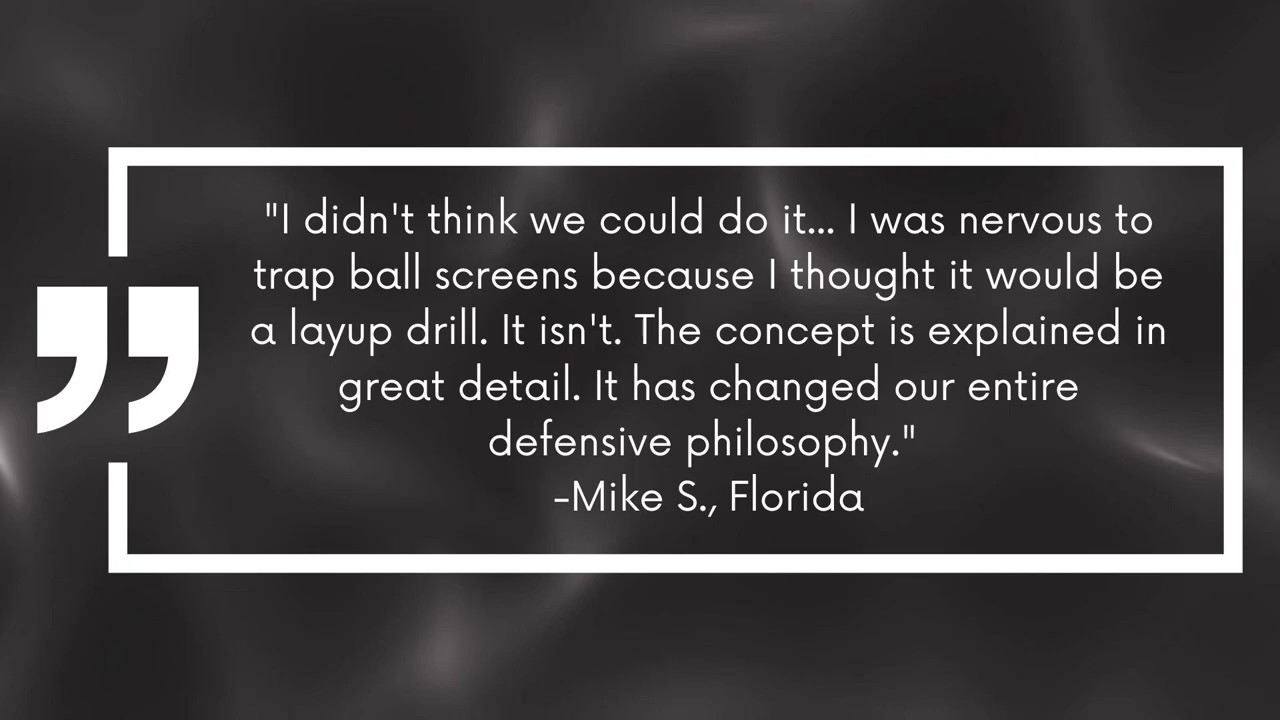 "I didn't think we could do it... I was nervous to
trap ball screens because I thought it would be
a layup drill. It isn't. The concept is explained in
great detail. It has changed our entire
defensive philosophy."
-Mike S., Florida